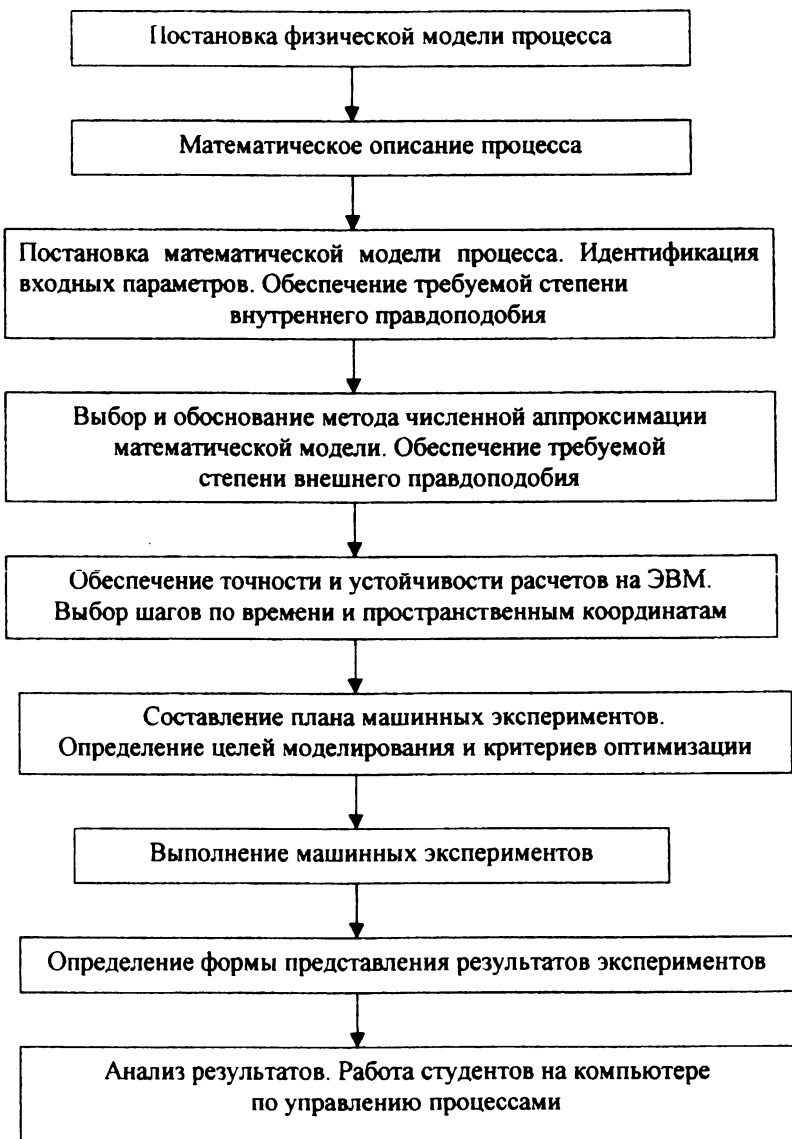 Постановка физической модели процесса
Математическое описание процесса
Постановка математической модели процесса. Идентификация
входных параметров. Обеспечение требуемой степени
внутреннего правдоподобия
Выбор и обоснование метода численной аппроксимации
математической модели. Обеспечение требуемой
степени внешнего правдоподобия
Обеспечение точности и устойчивости расчетов на ЭВМ.
Выбор шагов по времени и пространственным координатам
Составление плана машинных экспериментов.
Определение целей моделирования и критериев оптимизации
Выполнение машинных экспериментов
Определение формы представления результатов экспериментов
Анализ результатов. Работа студентов на компьютере
по управлению процессами